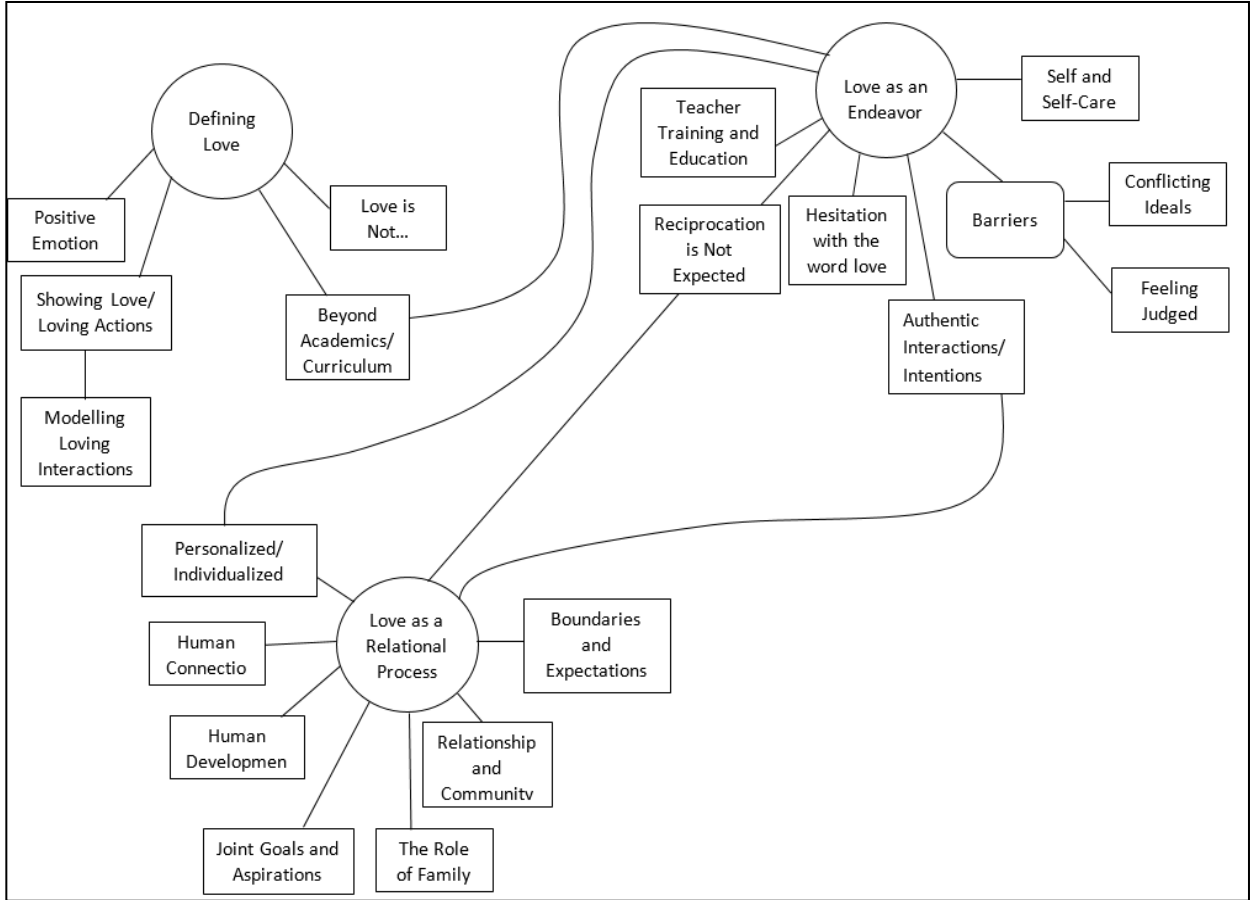 Defining
Love
Positive
Emotion
Showing Love/
Loving Actions
Modelling
Loving
Interactions
Love is
Not...
Beyond
Academics/
Curriculum
Love as an
Endeavor
Teacher
Training and
Education
Reciprocation
is Not
Expected
Hesitation
with the
word love
Authentic
Interactions/
Intentions
Self and
Self-Care
Barriers
Conflicting
Ideals
Feeling
Judged
Personalized/
Individualized
Love as a
Relational
Process
Human
Connectio
Human
Developmen
Joint Goals and
Aspirations
The Role
of Family
Relationship
and
Community
Boundaries
and
Expectations